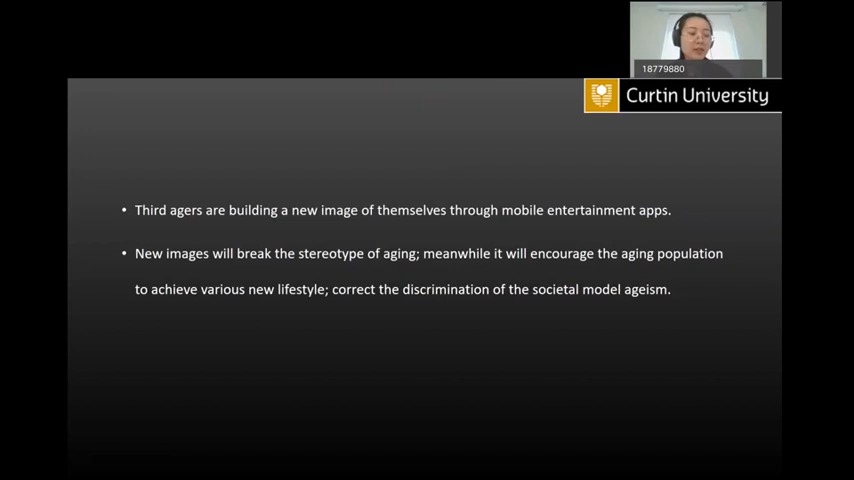 18779880
Curtin University
• Third agers are building a new image of themselves through mobile entertainment apps.
• New images will break the stereotype of aging; meanwhile it will encourage the aging population
to achieve various new lifestyle; correct the discrimination of the societal model ageism.